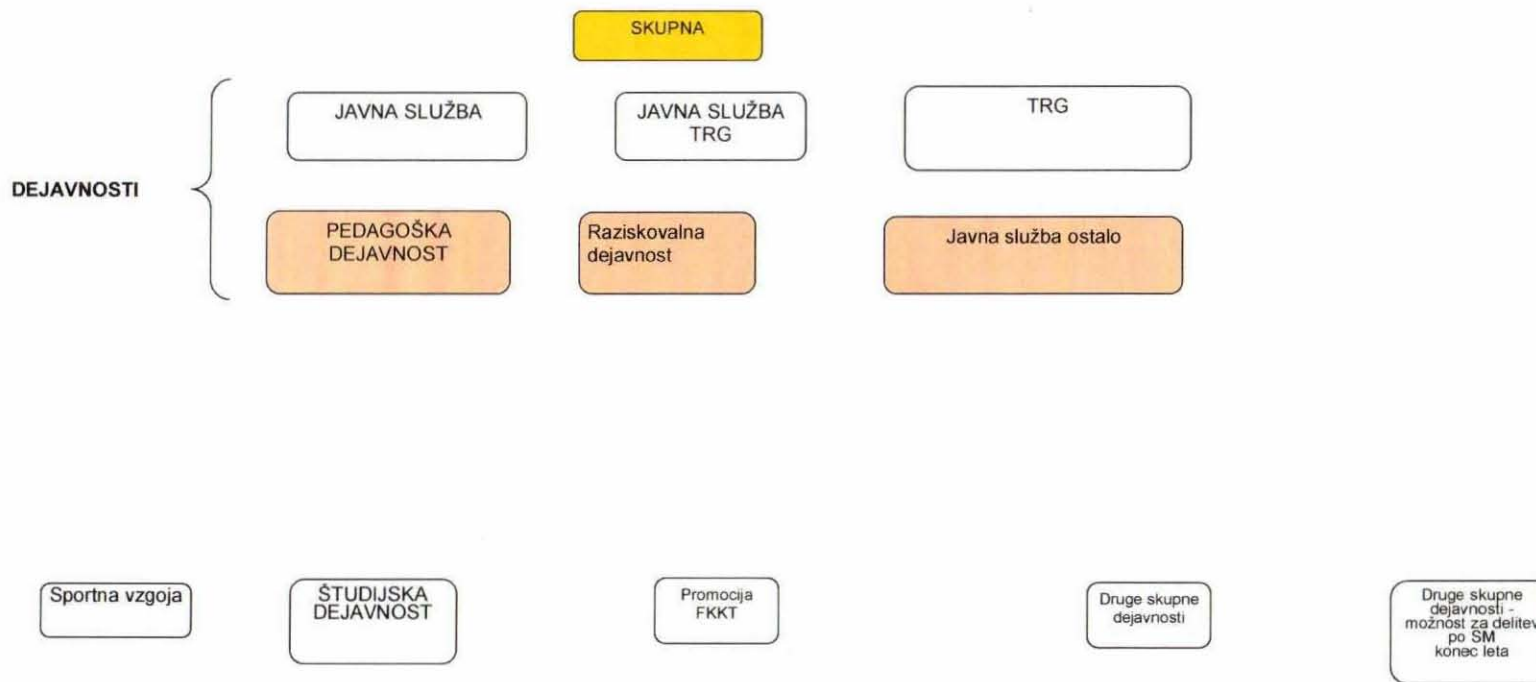 SKUPNA
JAVNA SLUŽBA
JAVNA SLUŽBA
TRG
TRG
DEJAVNOSTI
PEDAGOŠKA
DEJAVNOST
Raziskovalna
dejavnost
Javna služba ostalo
Sportna vzgoja
ŠTUDIJSKA
DEJAVNOST
Promocija
FKKT
Druge skupne
dejavnosti
Druge skupne
dejavnosti -
možnost za delitev
po SM
konec leta